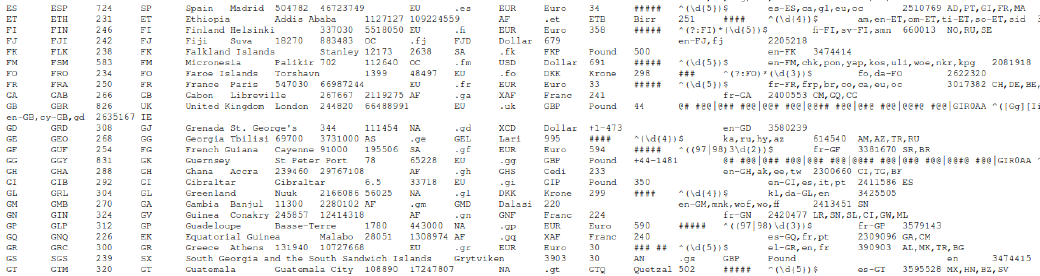 ES ESP 724 SP Spain Madrid 504782 46723749 EU .es EUR Euro 34 ##### ^(\d{5})$ es-ES,ca,gl,eu,oc 2510769 AD,PT,GI,FR,MA
ET ETH 231 ET Ethiopia Addis Ababa 1127127 109224559 AF .et ETB Birr 251 #### ^(\d{4})$ am,en-ET,om-ET,ti-ET,so-ET,sid 3
FI FIN 246 FI Finland Helsinki 337030 5518050 EU .fi EUR Euro 358 ##### ^(?:FI)*(\d{5})$ fi-FI,sv-FI,smn 660013 NO,RU,SE
FJ FJI 242 FJ Fiji Suva 18270 883483 OC .fj FJD Dollar 679 en-FJ,fj 2205218
FK FLK 238 FK Falkland Islands Stanley 12173 2638 SA .fk FKP Pound 500 en-FK 3474414
FM FSM 583 FM Micronesia Palikir 702 112640 OC .fm USD Dollar 691 ##### ^(\d{5})$ en-FM,chk,pon,yap,kos,uli,woe,nkr,kpg 2081918
FO FRO 234 FO Faroe Islands Torshavn 1399 48497 EU .fo DKK Krone 298 ### ^(?:FO)*(\d{3})$ fo,da-FO 2622320
FR FRA 250 FR France Paris 547030 66987244 EU .fr EUR Euro 33 ##### ^(\d{5})$ fr-FR,frp,br,co,ca,eu,oc 3017382 CH,DE,BE,
GA GAB 266 GB Gabon Libreville 267667 2119275 AF .ga XAF Franc 241 fr-GA 2400553 CM,GQ,CG
GB GBR 826 UK United Kingdom London 244820 66488991 EU .uk GBP Pound 44 @# #@@|@## #@@|@@# #@@|@@## #@@|@#@ #@@|@@#@ #@@|GIR0AA ^([Gg][Ii
en-GB,cy-GB,gd 2635167 IE
GD GRD 308 GJ Grenada St. George's 344 111454 NA .gd XCD Dollar +1-473 en-GD 3580239
GE GEO 268 GG Georgia Tbilisi 69700 3731000 AS .ge GEL Lari 995 #### ^(\d{4})$ ka,ru,hy,az 614540 AM,AZ,TR,RU
GF GUF 254 FG French Guiana Cayenne 91000 195506 SA .gf EUR Euro 594 ##### ^((97|98)3\d{2})$ fr-GF 3381670 SR,BR
GG GGY 831 GK Guernsey St Peter Port 78 65228 EU .gg GBP Pound +44-1481 @# #@@|@## #@@|@@# #@@|@@## #@@|@#@ #@@|@@#@ #@@|GIR0AA ^
GH GHA 288 GH Ghana Accra 239460 29767108 AF .gh GHS Cedi 233 en-GH,ak,ee,tw 2300660 CI,TG,BF
GI GIB 292 GI Gibraltar Gibraltar 6.5 33718 EU .gi GIP Pound 350 en-GI,es,it,pt 2411586 ES
GL GRL 304 GL Greenland Nuuk 2166086 56025 NA .gl DKK Krone 299 #### ^(\d{4})$ kl,da-GL,en 3425505
GM GMB 270 GA Gambia Banjul 11300 2280102 AF .gm GMD Dalasi 220 en-GM,mnk,wof,wo,ff 2413451 SN
GN GIN 324 GV Guinea Conakry 245857 12414318 AF .gn GNF Franc 224 fr-GN 2420477 LR,SN,SL,CI,GW,ML
GP GLP 312 GP Guadeloupe Basse-Terre 1780 443000 NA .gp EUR Euro 590 ##### ^((97|98)\d{3})$ fr-GP 3579143
GQ GNQ 226 EK Equatorial Guinea Malabo 28051 1308974 AF .gq XAF Franc 240 es-GQ,fr,pt 2309096 GA,CM
GR GRC 300 GR Greece Athens 131940 10727668 EU .gr EUR Euro 30 ### ## ^(\d{5})$ el-GR,en,fr 390903 AL,MK,TR,BG
GS SGS 239 SX South Georgia and the South Sandwich Islands Grytviken 3903 30 AN .gs GBP Pound en 3474415
GT GTM 320 GT Guatemala Guatemala City 108890 17247807 NA .gt GTQ Quetzal 502 ##### ^(\d{5})$ es-GT 3595528 MX,HN,BZ,SV